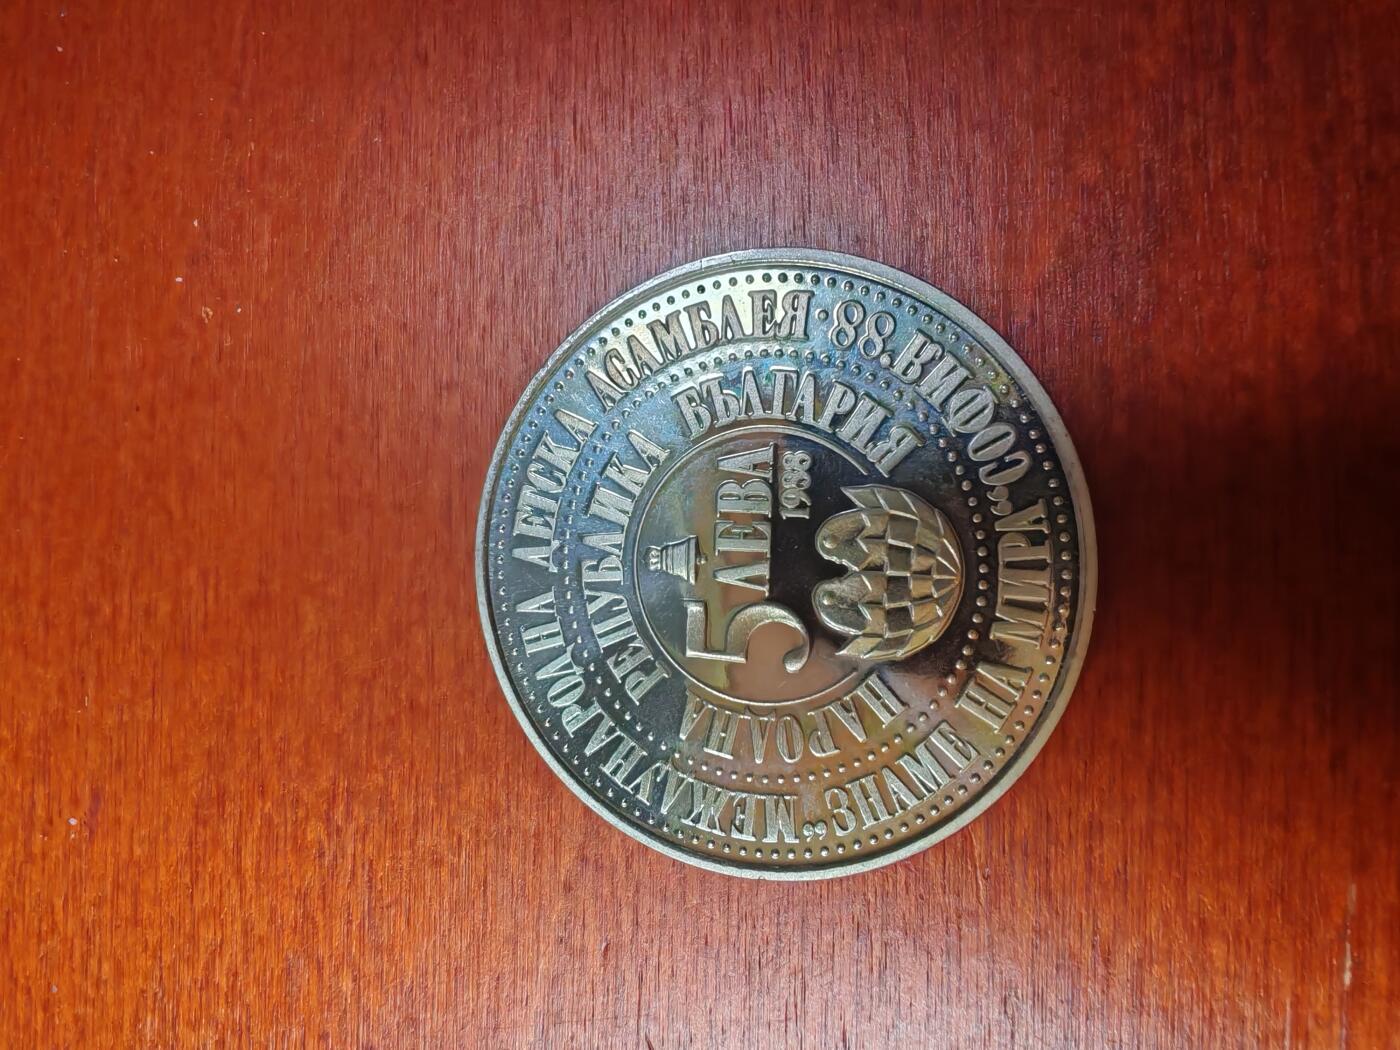 МЕЖДУНАРОДНА ДЕТСКА АСАМБЛЕЯ · 88.
„ЗНАМЕ НА МИРА“ СОФИЯ
НАРОДНА РЕПУБЛИКА БЪЛГАРИЯ
5 ЛЕВА
1988